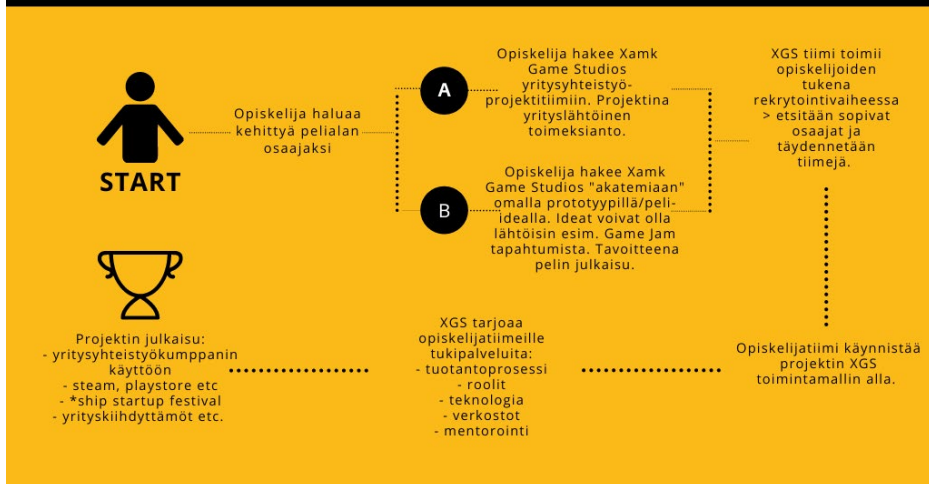 START
Opiskelija haluaa
kehittyä pelialan
osaajaksi
A
Opiskelija hakee Xamk
Game Studios
yritysyhteistyö-
projektitiimiin. Projektina
yrityslähtöinen
toimeksianto.
B
Opiskelija hakee Xamk
Game Studios "akatemiaan"
omalla prototyypillä/peli-
idealla. Ideat voivat olla
lähtöisin esim. Game Jam
tapahtumista. Tavoitteena
pelin julkaisu.
XGS tiimi toimii
opiskelijoiden
tukena
rekrytointivaiheessa
> etsitään sopivat
osaajat ja
täydennetään
tiimejä.
Opiskelijatiimi käynnistää
projektin XGS
toimintamallin alla.
XGS tarjoaa
opiskelijatiimeille
tukipalveluita:
- tuotantoprosessi
- roolit
- teknologia
- verkostot
- mentorointi
Projektin julkaisu:
- yritysyhteistyökumppanin
käyttöön
- steam, playstore etc
- *ship startup festival
- yrityskiihdyttämöt etc.